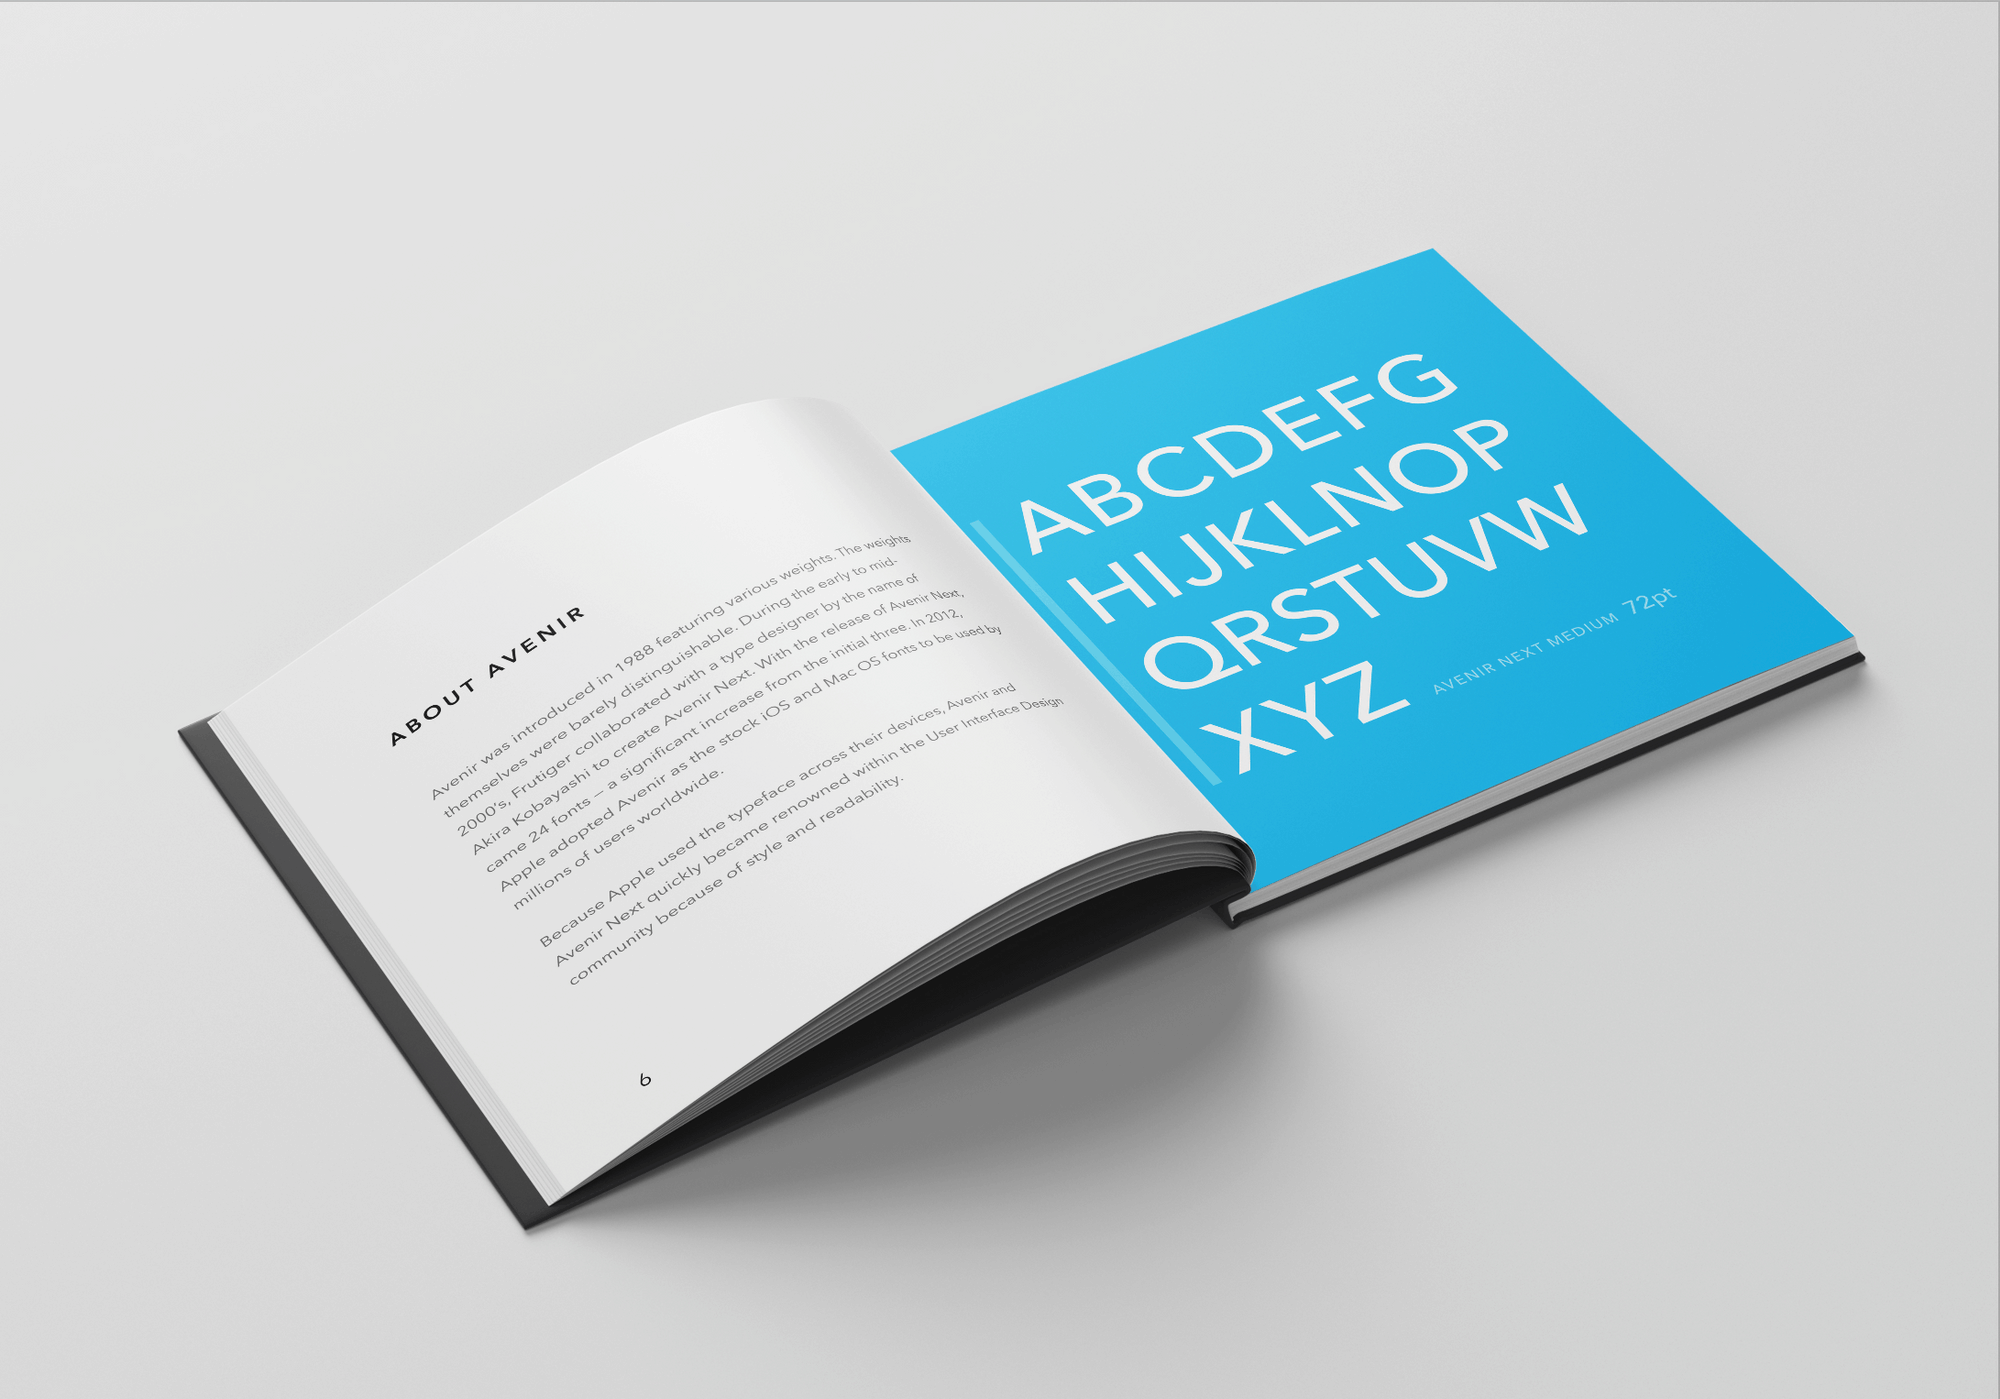 ABOUT AVENIR
Avenir was introduced in 1988 featuring various weights. The weights
themselves were barely distinguishable. During the early to mid-
2000's, Frutiger collaborated with a type designer by the name of
Akira Kobayashi to create Avenir Next. With the release of Avenir Next,
came 24 fonts – a significant increase from the initial three. In 2012,
Apple adopted Avenir as the stock iOS and Mac OS fonts to be used by
millions of users worldwide.
Because Apple used the typeface across their devices, Avenir and
Avenir Next quickly became renowned within the User Interface Design
community because of style and readability.
6
ABCDEFG
HIJKLNOP
QRSTUVW
XYZ
AVENIR NEXT MEDIUM 72pt